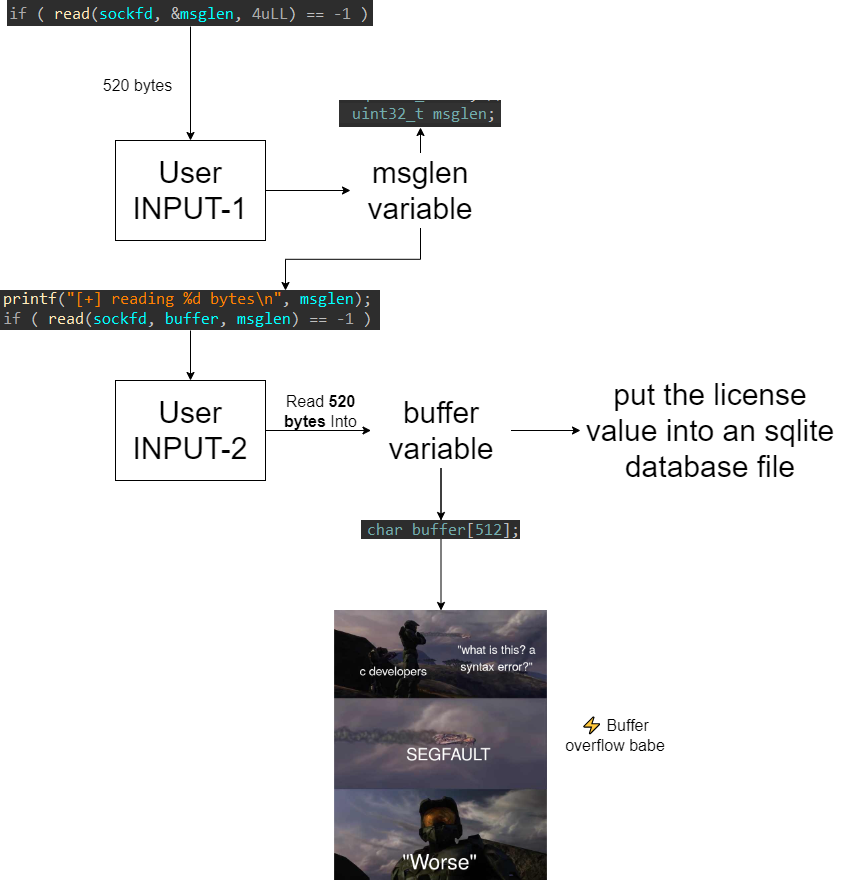 if ( read(sockfd, &msglen, 4uLL) == -1 )
520 bytes
uint32_t msglen;
User
INPUT-1
msglen
variable
printf("[+] reading %d bytes\n", msglen);
if ( read(sockfd, buffer, msglen) == -1 )
User
INPUT-2
Read 520
bytes Into
buffer
variable
put the license
value into an sqlite
database file
char buffer[512];
"what is this? a
syntax error?"
c developers
SEGFAULT
"Worse"
⚡ Buffer
overflow babe